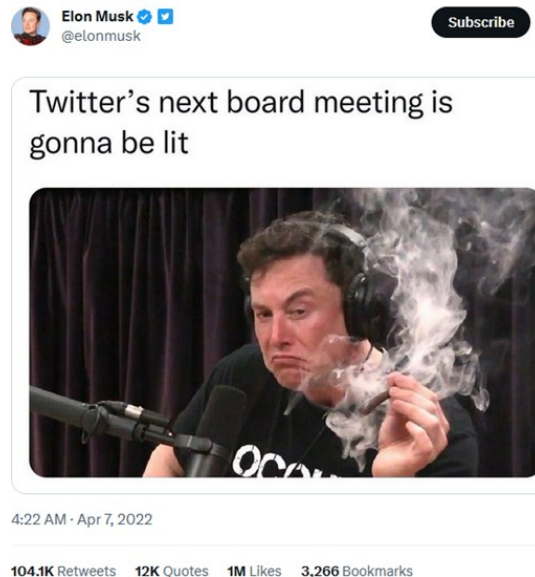 Elon Musk
@elonmusk
Subscribe
Twitter’s next board meeting is
gonna be lit
OCCU
4:22 AM · Apr 7, 2022
104.1K Retweets 12K Quotes 1M Likes 3,266 Bookmarks